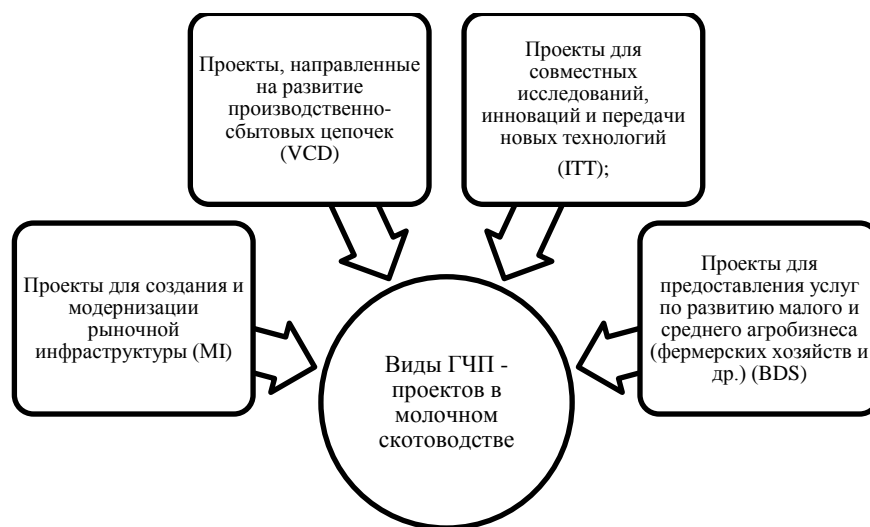 Проекты, направленные
на развитие
производственно-
сбытовых цепочек
(VCD)
Проекты для
совместных
исследований,
инноваций и передачи
новых технологий
(ITT);
Проекты для создания и
модернизации
рыночной
инфраструктуры (MI)
Проекты для
предоставления услуг
по развитию малого и
среднего агробизнеса
(фермерских хозяйств и
др.) (BDS)
Виды ГЧП -
проектов в
молочном
скотоводстве